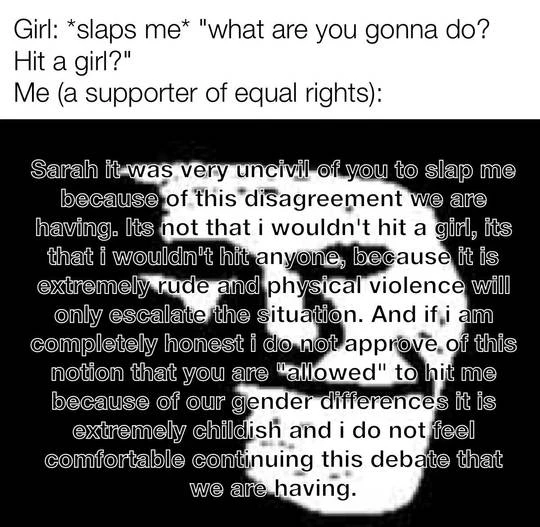 Girl: *slaps me* "what are you gonna do?
Hit a girl?"
Me (a supporter of equal rights):
Sarah it was very uncivil of you to slap me
because of this disagreement we are
having. Its not that i wouldn't hit a girl, its
that i wouldn't hit anyone, because it is
extremely rude and physical violence will
only escalate the situation. And if i am
completely honest i do not approve of this
notion that you are "allowed" to hit me
because of our gender differences it is
extremely childish and i do not feel
comfortable continuing this debate that
we are having.